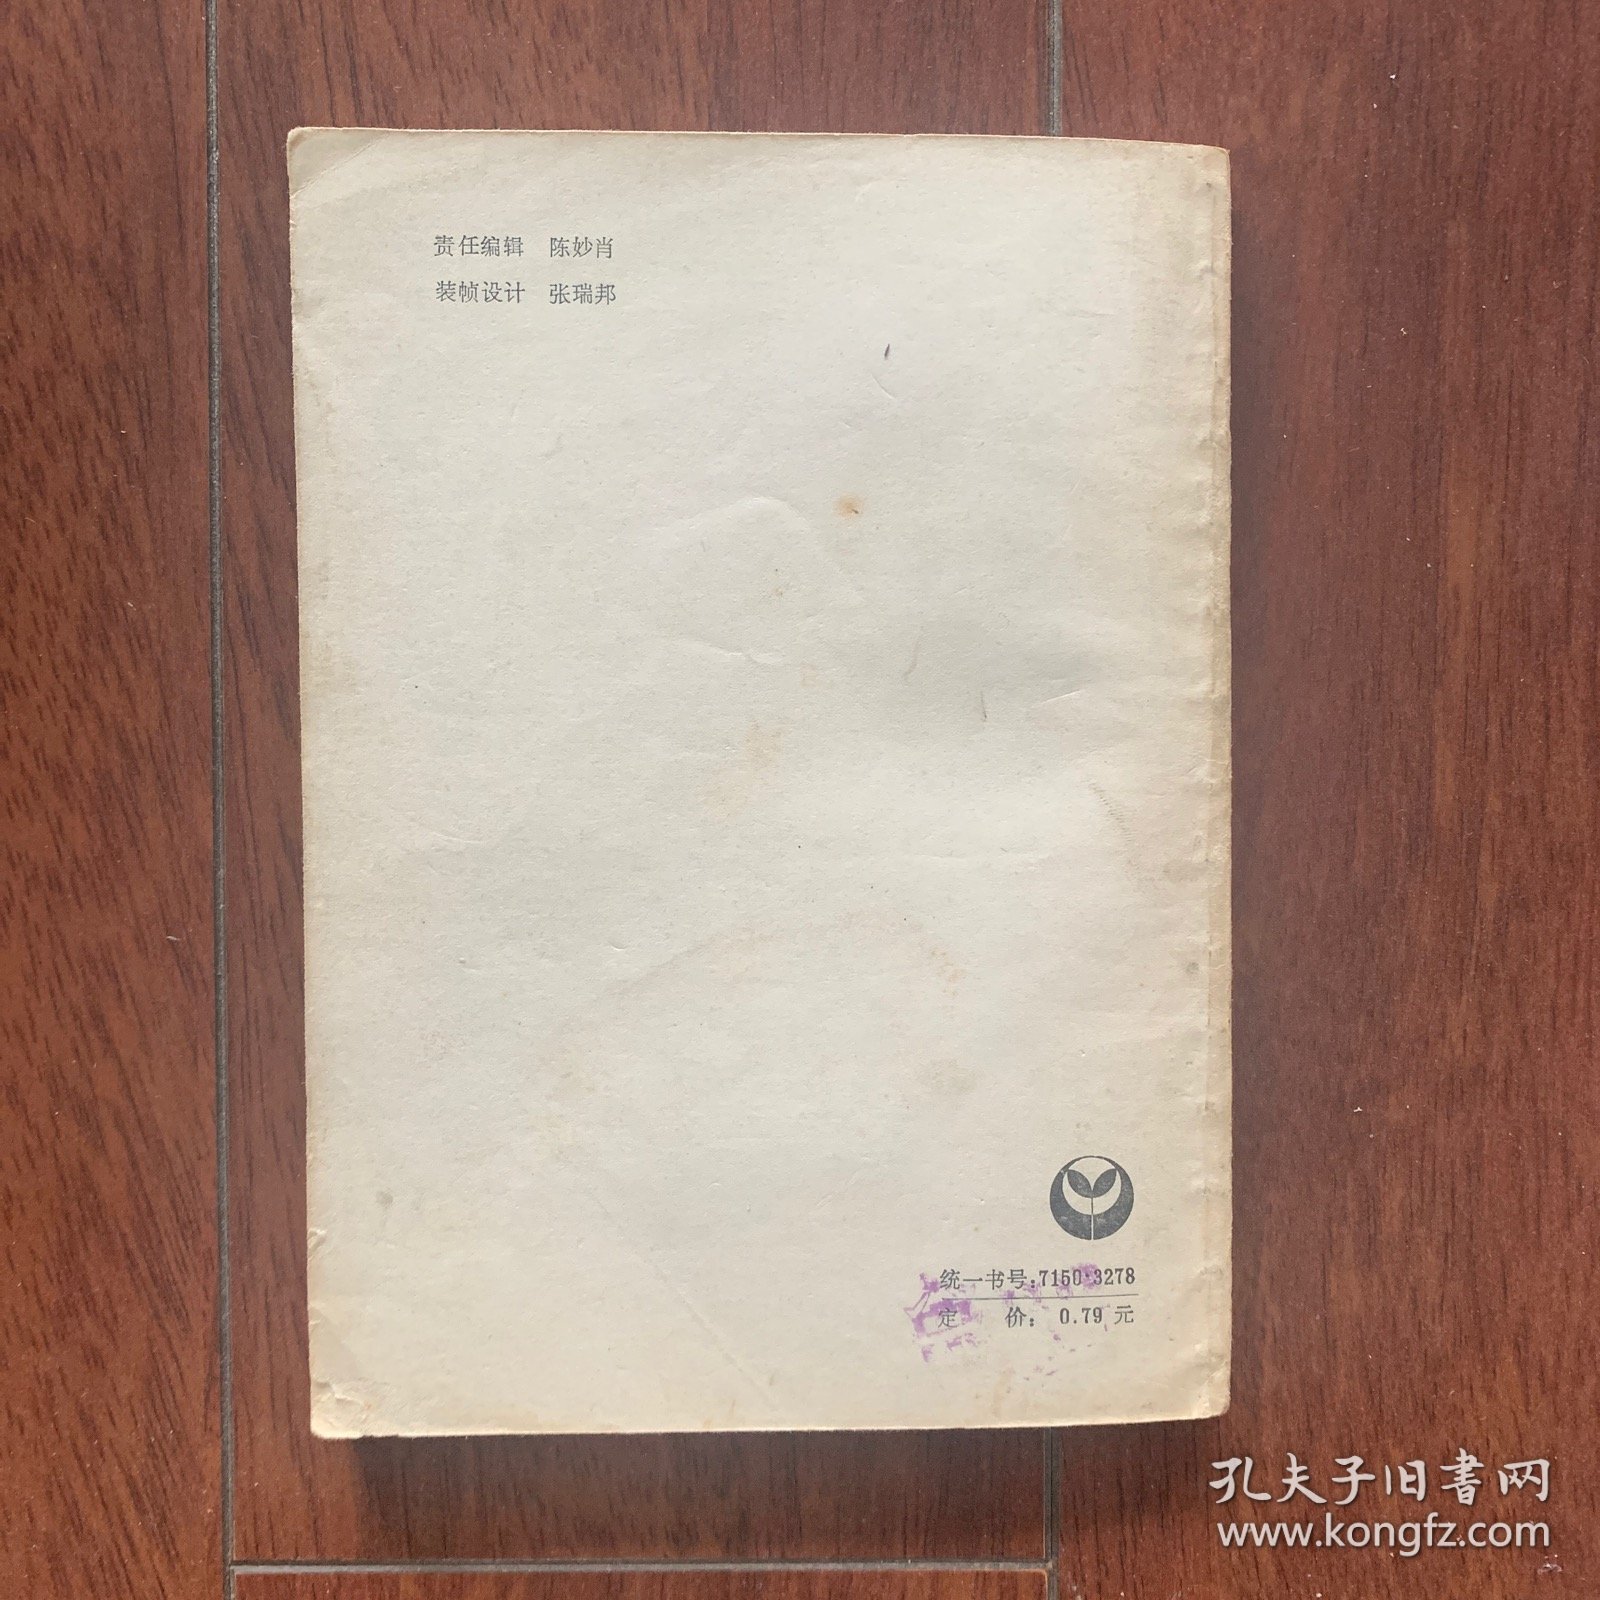 责任编辑 陈妙肖
装帧设计 张瑞邦
统一书号：7150·3278
定 价： 0.79 元
孔夫子旧書网
www.kongfz.com